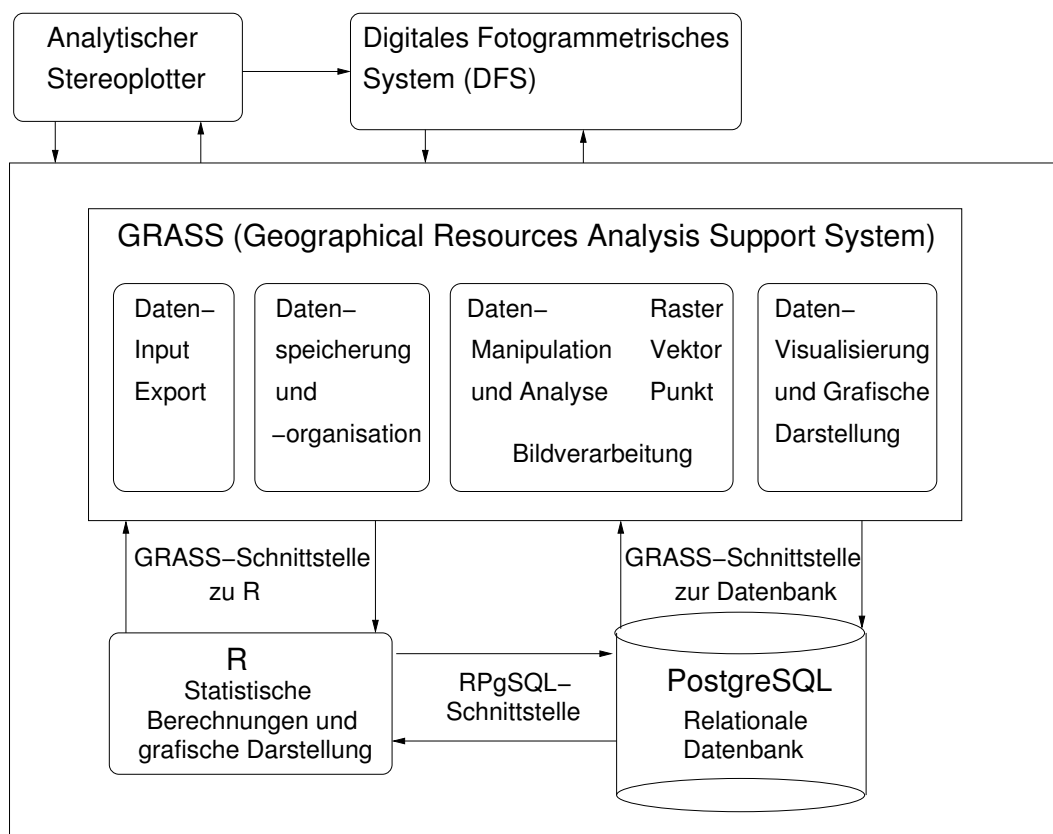 Analytischer
Stereoplotter
Digitales Fotogrammetrisches
System (DFS)
GRASS (Geographical Resources Analysis Support System)
Daten–
Input
Export
Daten–
speicherung
und
–organisation
Daten–
Manipulation
und Analyse
Raster
Vektor
Punkt
Bildverarbeitung
Daten–
Visualisierung
und Grafische
Darstellung
GRASS–Schnittstelle
zu R
GRASS–Schnittstelle
zur Datenbank
R
Statistische
Berechnungen und
grafische Darstellung
RPgSQL–
Schnittstelle
PostgreSQL
Relationale
Datenbank